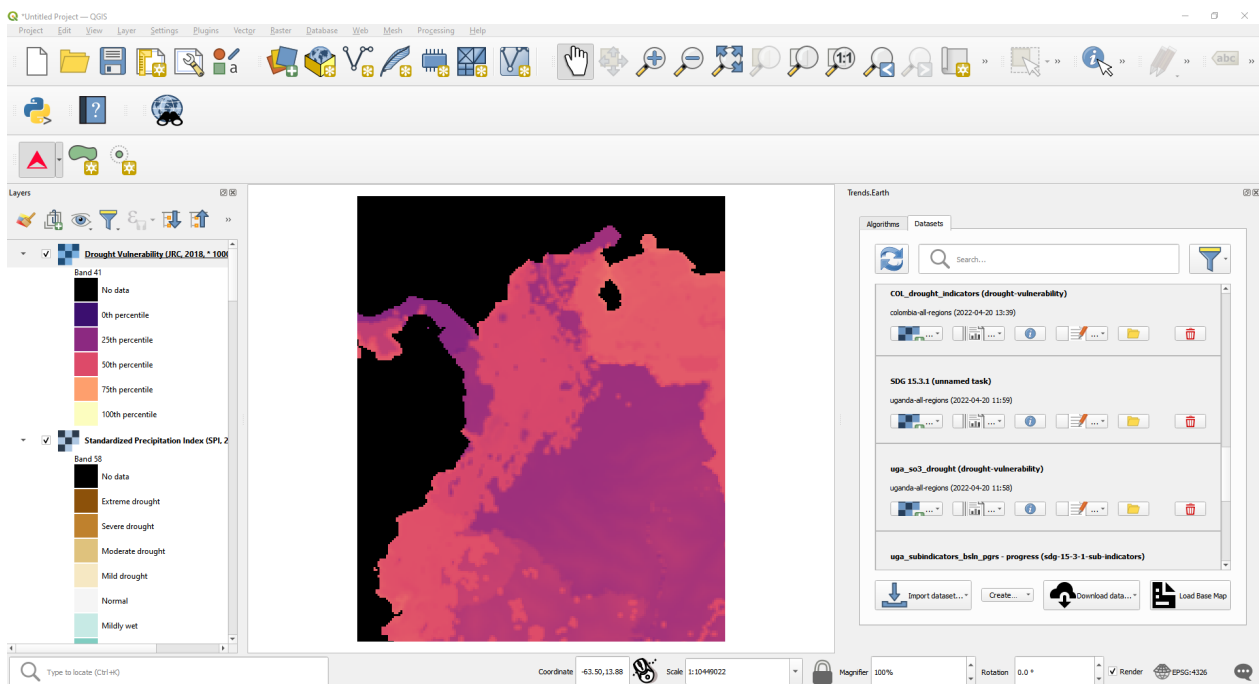 *Untitled Project — QGIS
Project Edit View Layer Settings Plugins Vector Raster Database Web Mesh Processing Help
1:1
abc
Layers
Drought Vulnerability (JRC, 2018, * 1000
Band 41
No data
0th percentile
25th percentile
50th percentile
75th percentile
100th percentile
Standardized Precipitation Index (SPI, 2
Band 58
No data
Extreme drought
Severe drought
Moderate drought
Mild drought
Normal
Mildly wet
Trends.Earth
Algorithms Datasets
Search...
COL_drought_indicators (drought-vulnerability)
colombia-all-regions (2022-04-20 13:39)
SDG 15.3.1 (unnamed task)
uganda-all-regions (2022-04-20 11:59)
uga_so3_drought (drought-vulnerability)
uganda-all-regions (2022-04-20 11:58)
uga_subindicators_bsln_pgrs - progress (sdg-15-3-1-sub-indicators)
Import dataset... Create... Download data... Load Base Map
Type to locate (Ctrl+K) Coordinate -63.50,13.88 Scale 1:10449022 Magnifier 100% Rotation 0.0 ° Render EPSG:4326